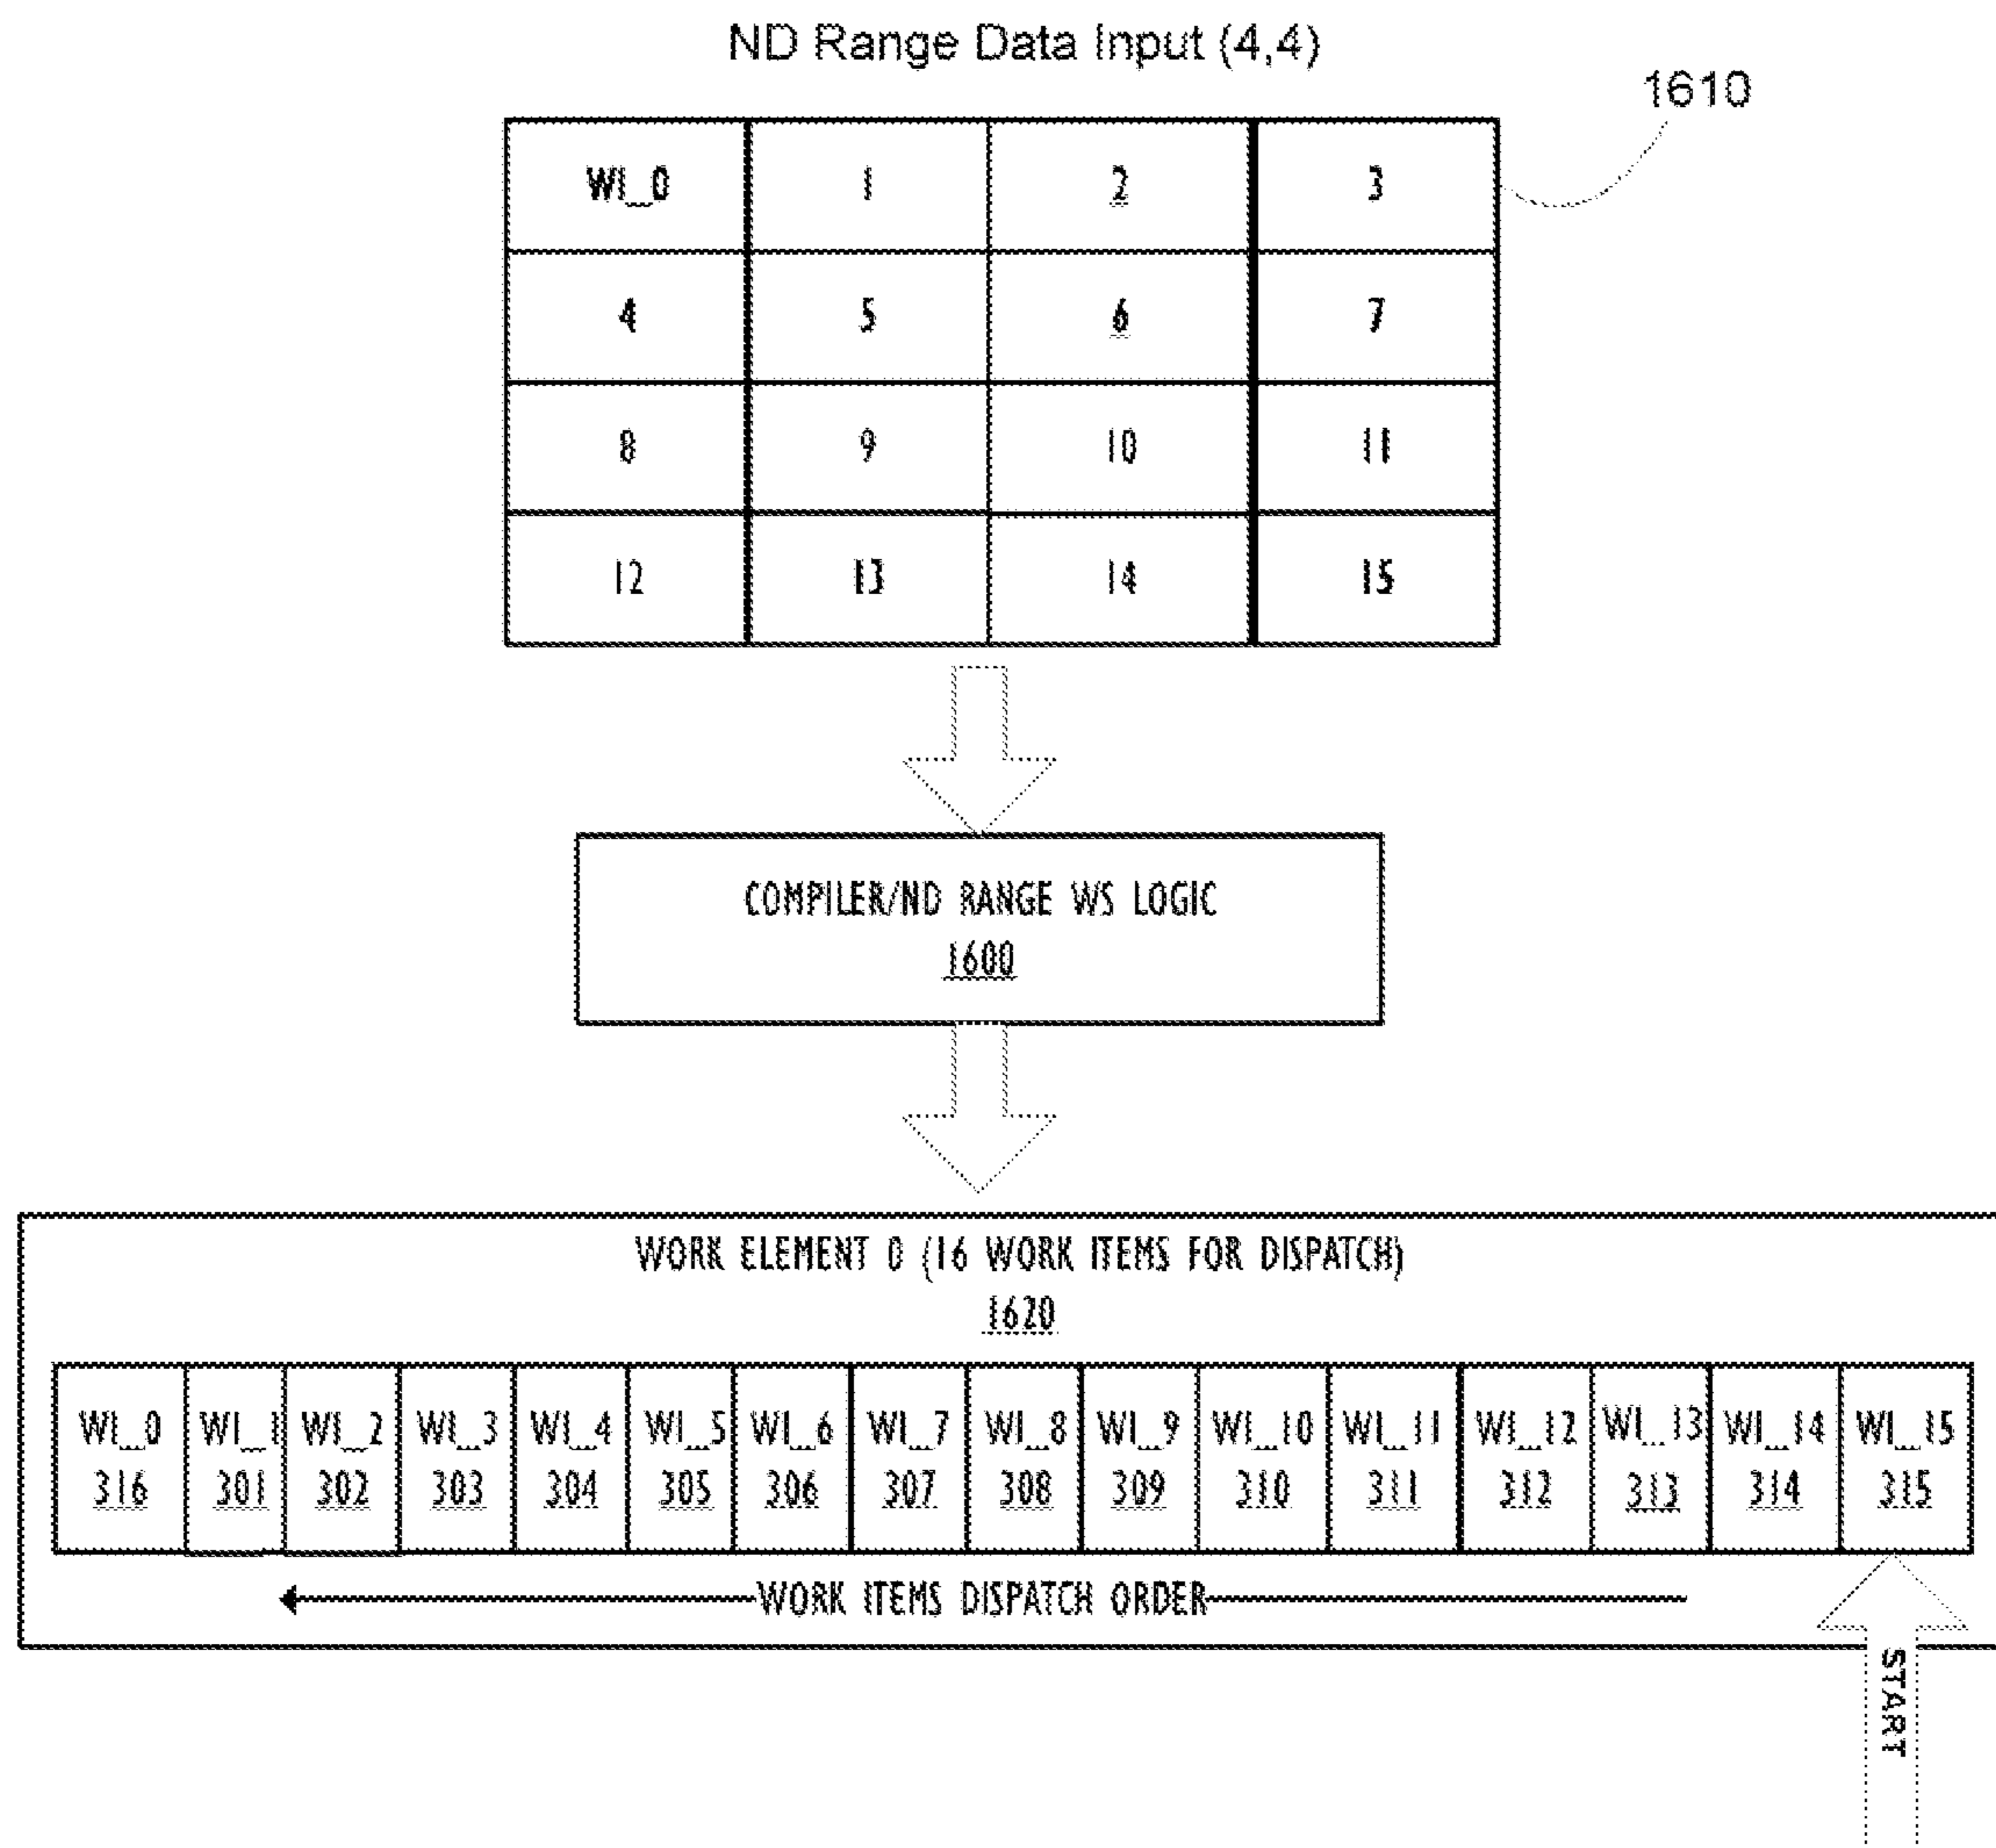 ND Range Data Input (4,4)
1610
WI_0 1 2 3
4 5 6 7
8 9 10 11
12 13 14 15
COMPILER/ND RANGE WS LOGIC
1600
WORK ELEMENT 0 (16 WORK ITEMS FOR DISPATCH)
1620
WI_0 WI_1 WI_2 WI_3 WI_4 WI_5 WI_6 WI_7 WI_8 WI_9 WI_10 WI_11 WI_12 WI_13 WI_14 WI_15
316 301 302 303 304 305 306 307 308 309 310 311 312 313 314 315
WORK ITEMS DISPATCH ORDER
START